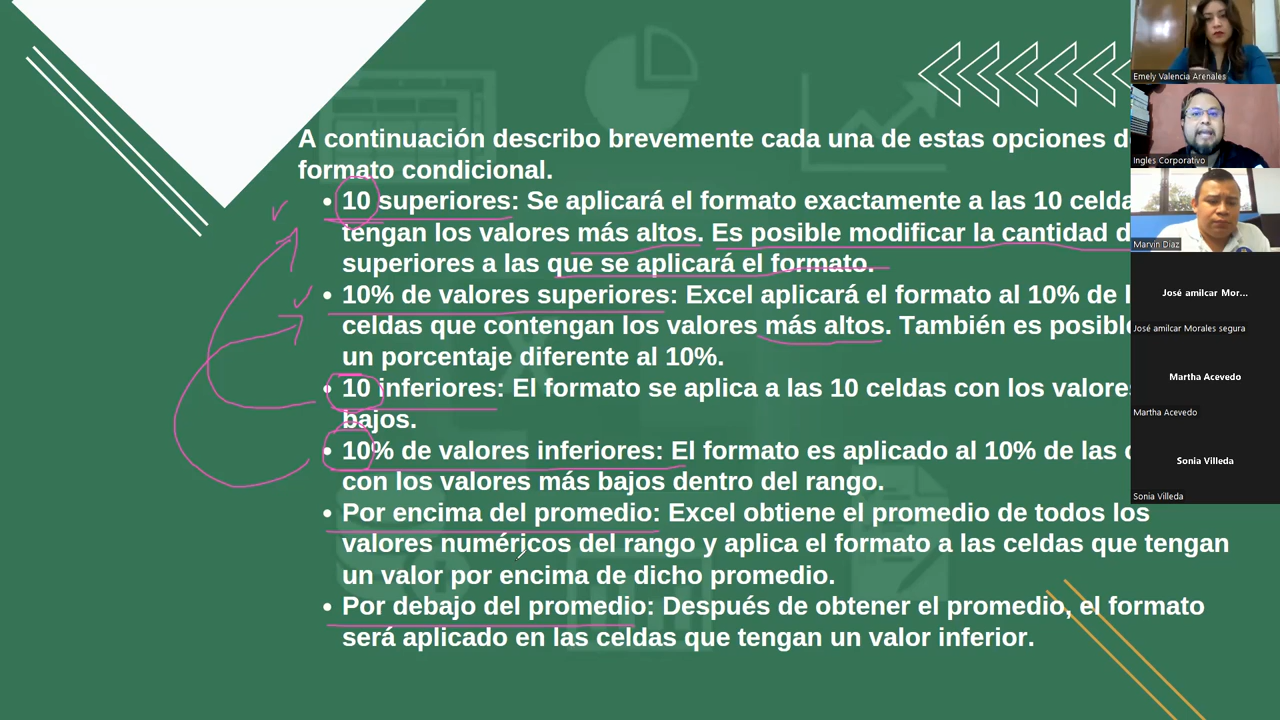 A continuación describo brevemente cada una de estas opciones
formato condicional.
• 10 superiores: Se aplicará el formato exactamente a las 10
tengan los valores más altos. Es posible modificar la cantidad
superiores a las que se aplicará el formato.
• 10% de valores superiores: Excel aplicará el formato al 10% de
celdas que contengan los valores más altos. También es posible
un porcentaje diferente al 10%.
• 10 inferiores: El formato se aplica a las 10 celdas con los valores
bajos.
• 10% de valores inferiores: El formato es aplicado al 10% de las
con los valores más bajos dentro del rango.
• Por encima del promedio: Excel obtiene el promedio de todos los
valores numéricos del rango y aplica el formato a las celdas que tengan
un valor por encima de dicho promedio.
• Por debajo del promedio: Después de obtener el promedio, el formato
será aplicado en las celdas que tengan un valor inferior.
Emely Valencia Arenales
Ingles Corporativo
Marvin Diaz
José amilcar Mor...
José amilcar Morales segura
Martha Acevedo
Martha Acevedo
Sonia Villeda
Sonia Villeda